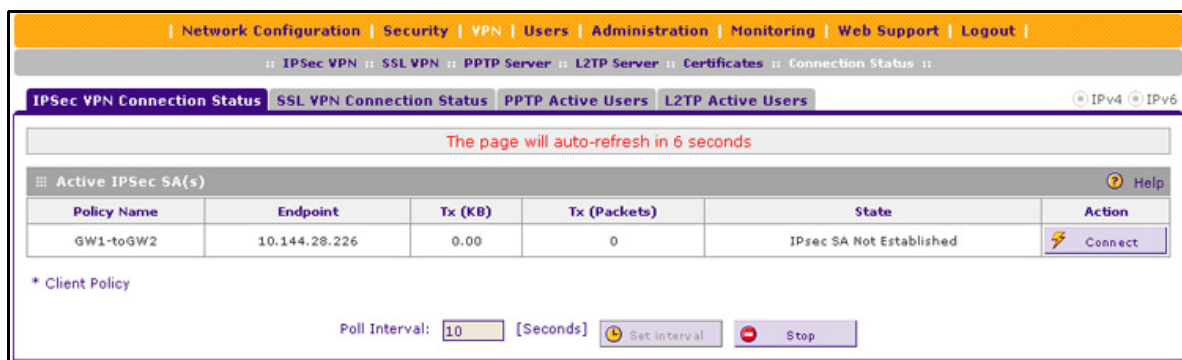 | Network Configuration | Security | VPN | Users | Administration | Monitoring | Web Support | Logout |
:: IPSec VPN :: SSL VPN :: PPTP Server :: L2TP Server :: Certificates :: Connection Status ::
IPSec VPN Connection Status SSL VPN Connection Status PPTP Active Users L2TP Active Users IPv4 IPv6
The page will auto-refresh in 6 seconds
Active IPSec SA(s) Help
Policy Name Endpoint Tx (KB) Tx (Packets) State Action
GW1-toGW2 10.144.28.226 0.00 0 IPsec SA Not Established Connect
* Client Policy
Poll Interval: 10 [Seconds] Set interval Stop